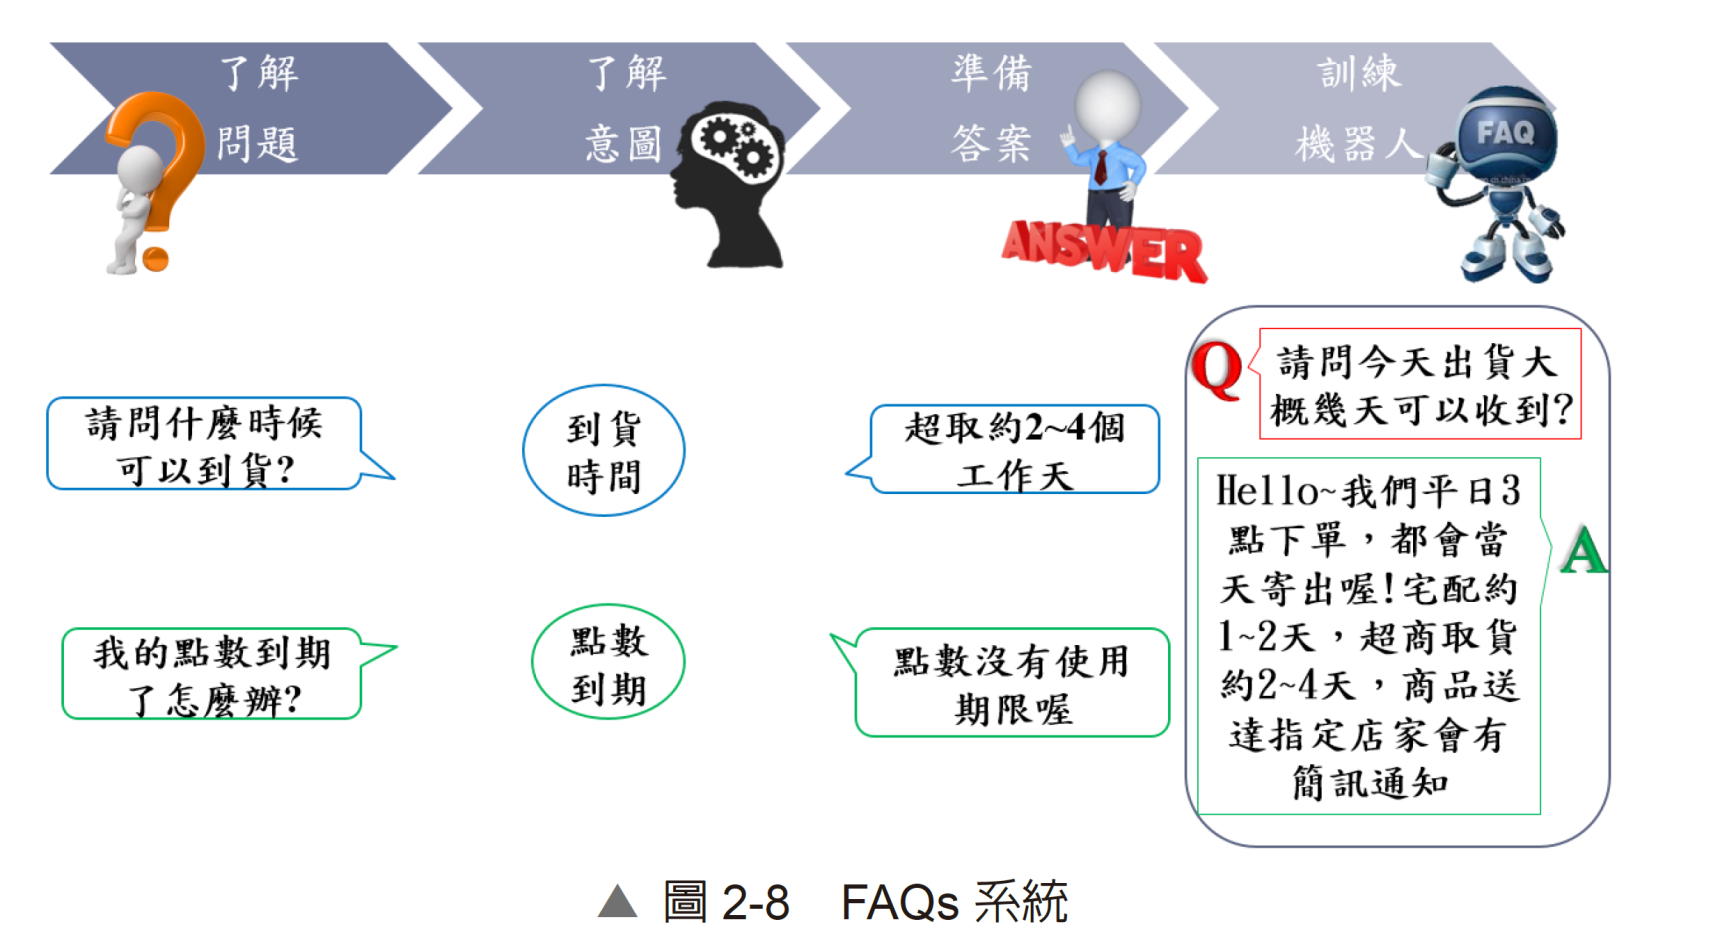 了解
問題
了解
意圖
準備
答案
ANSWER
訓練
機器人
FAQ
請問什麼時候
可以到貨?
到貨
時間
超取約2~4個
工作天
我的點數到期
了怎麼辦?
點數
到期
點數沒有使用
期限喔
Q
請問今天出貨大
概幾天可以收到?
Hello~我們平日3
點下單，都會當
天寄出喔!宅配約
1~2天，超商取貨
約2~4天，商品送
達指定店家會有
簡訊通知
A
▲ 圖 2-8 FAQs 系統